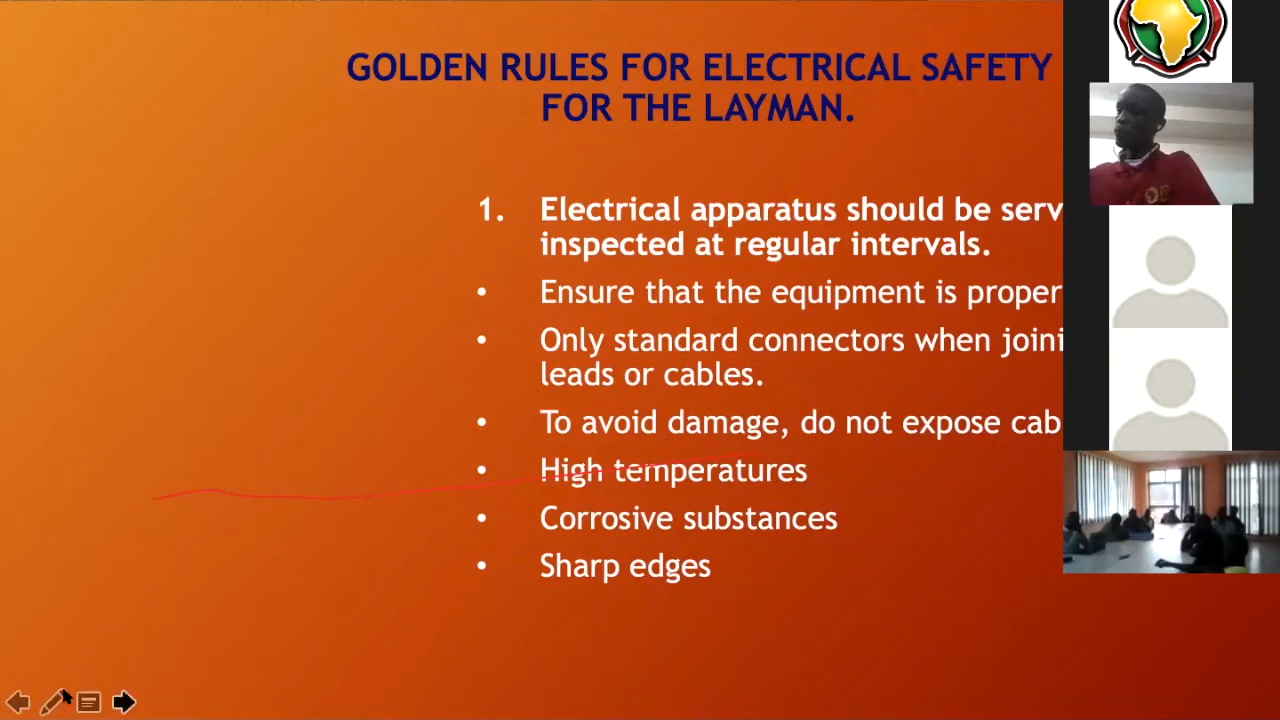 GOLDEN RULES FOR ELECTRICAL SAFETY
FOR THE LAYMAN.
1. Electrical apparatus should be serv
inspected at regular intervals.
• Ensure that the equipment is proper
• Only standard connectors when joini
leads or cables.
• To avoid damage, do not expose cab
• High temperatures
• Corrosive substances
• Sharp edges